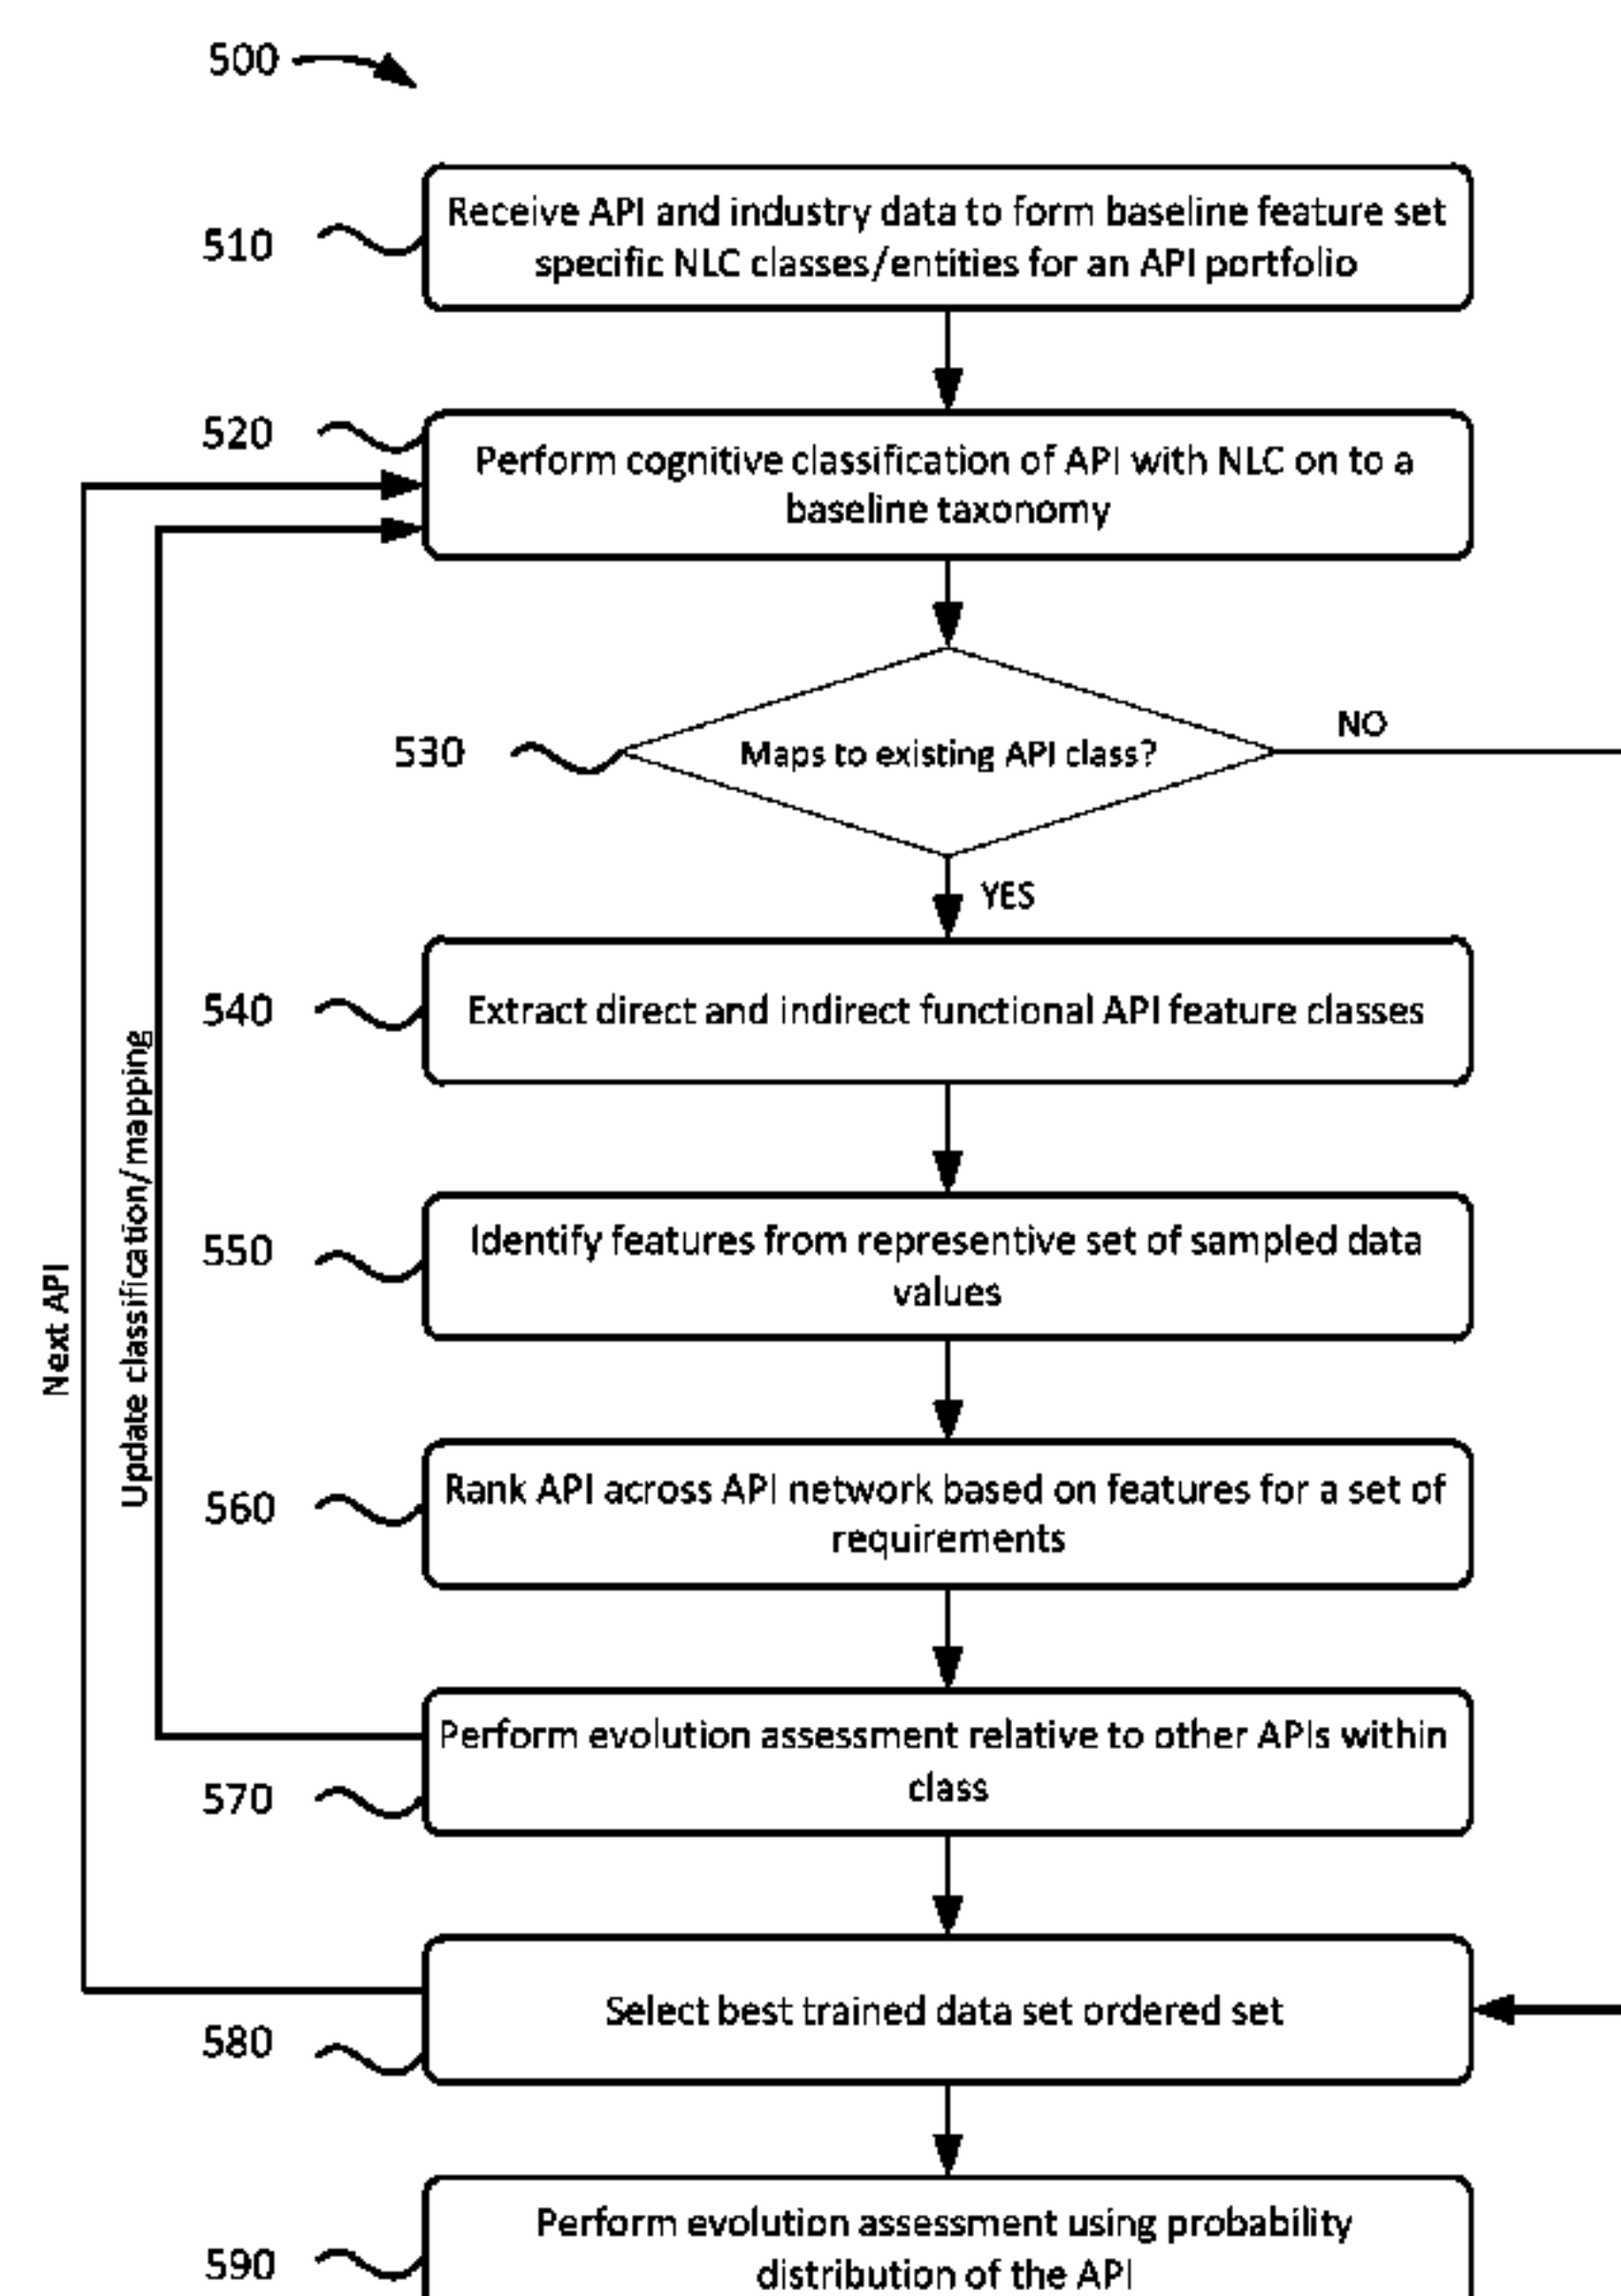 500
510
Receive API and industry data to form baseline feature set
specific NLC classes/entities for an API portfolio
520
Perform cognitive classification of API with NLC on to a
baseline taxonomy
530
Maps to existing API class?
NO
YES
540
Extract direct and indirect functional API feature classes
Next API
Update classification/mapping
550
Identify features from representive set of sampled data
values
560
Rank API across API network based on features for a set of
requirements
570
Perform evolution assessment relative to other APIs within
class
580
Select best trained data set ordered set
590
Perform evolution assessment using probability
distribution of the API